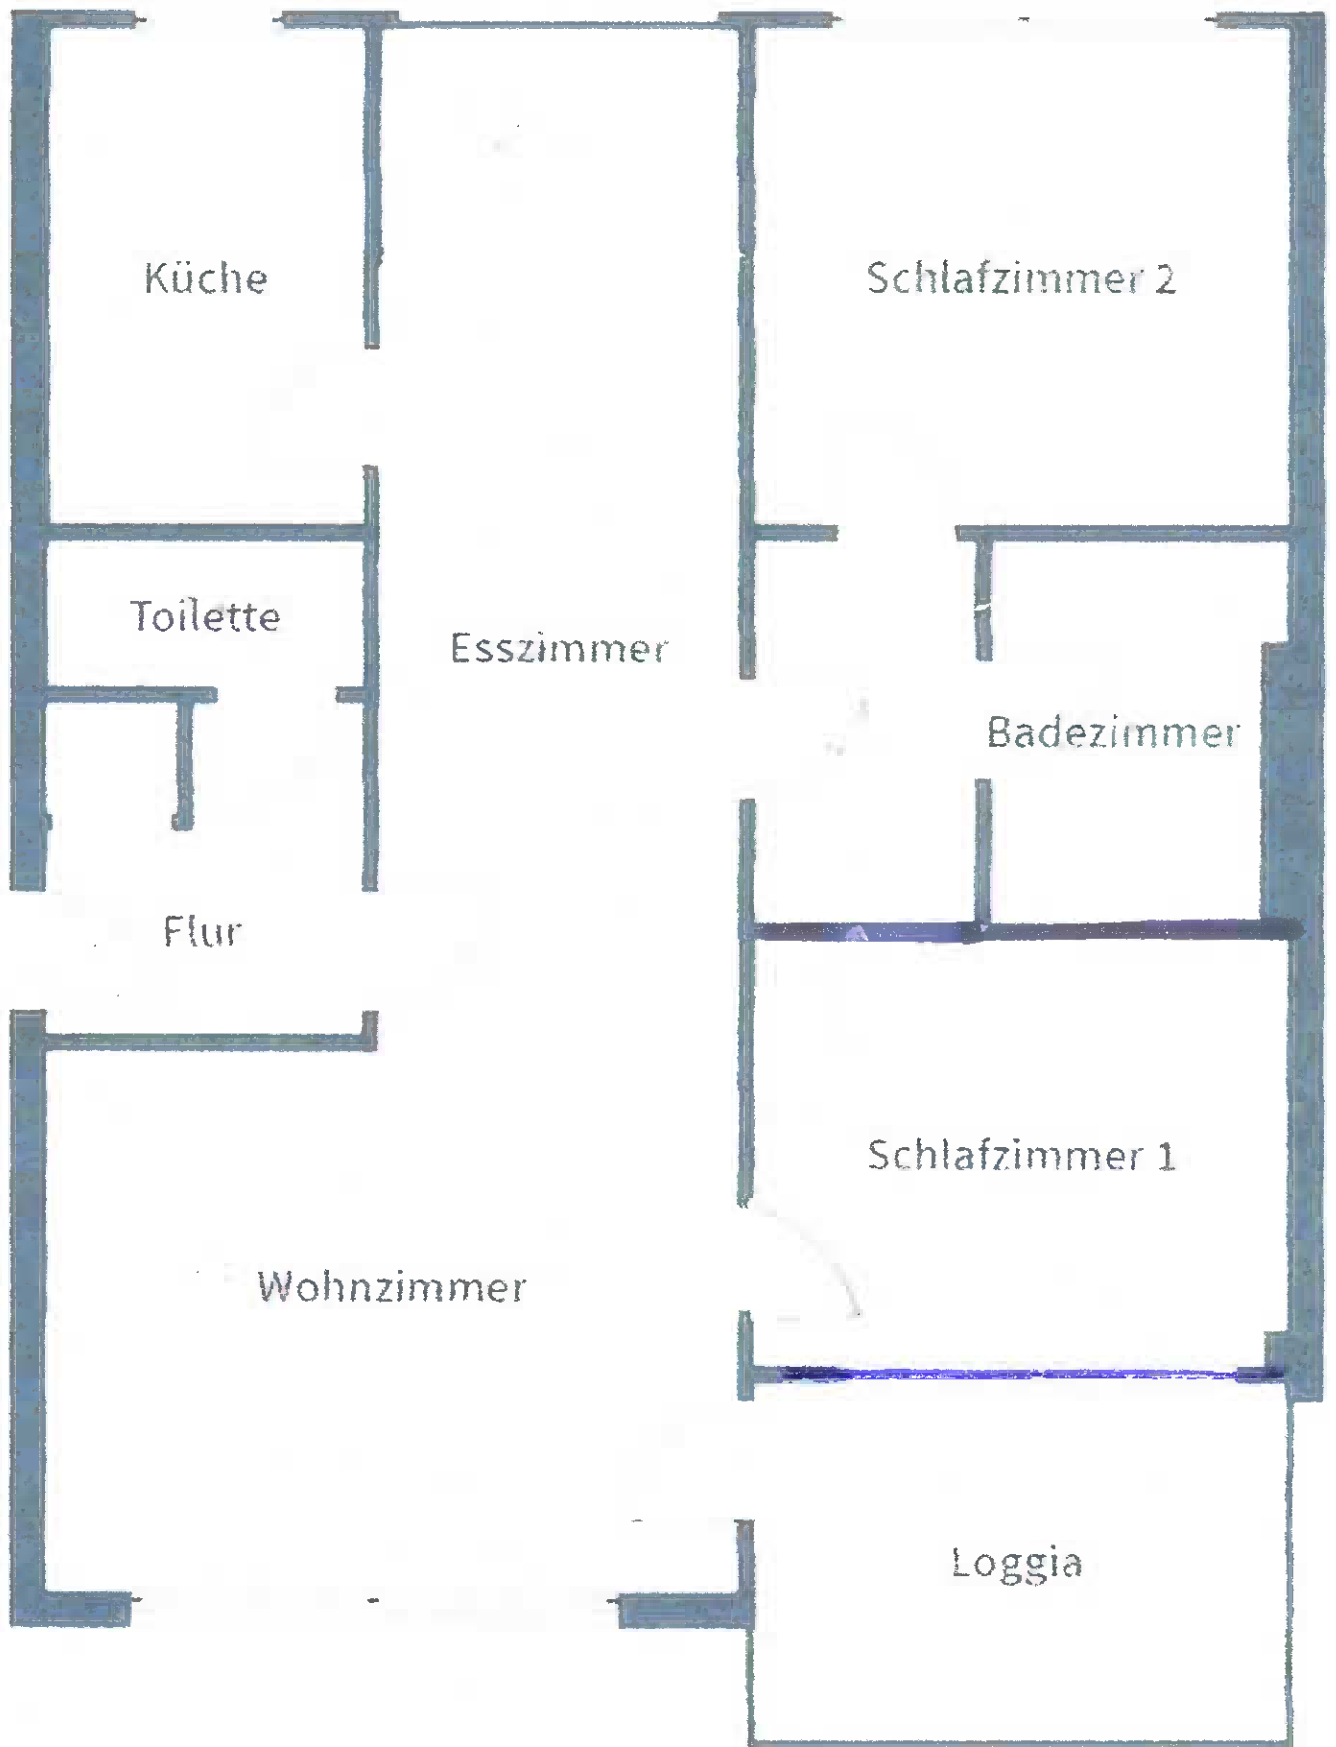 Küche
Schlafzimmer 2
Toilette
Esszimmer
Badezimmer
Flur
Schlafzimmer 1
Wohnzimmer
Loggia